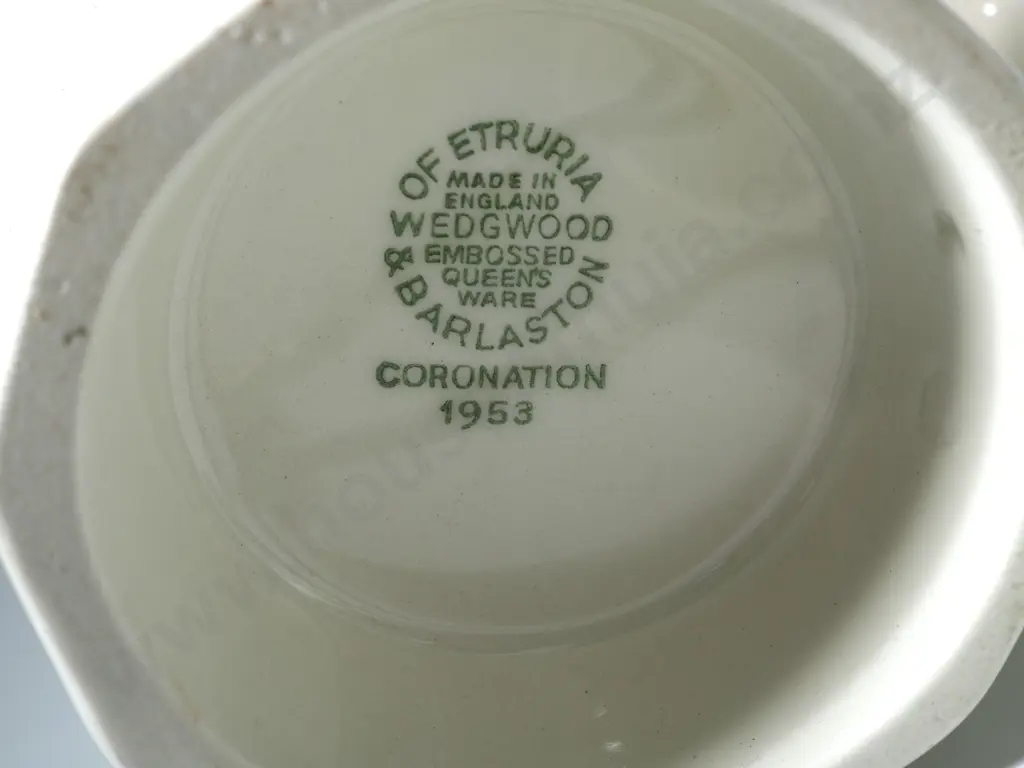 OF ETRURIA
MADE IN
ENGLAND
WEDGWOOD
EMBOSSED
QUEEN'S
WARE
& BARLASTON
CORONATION
1953